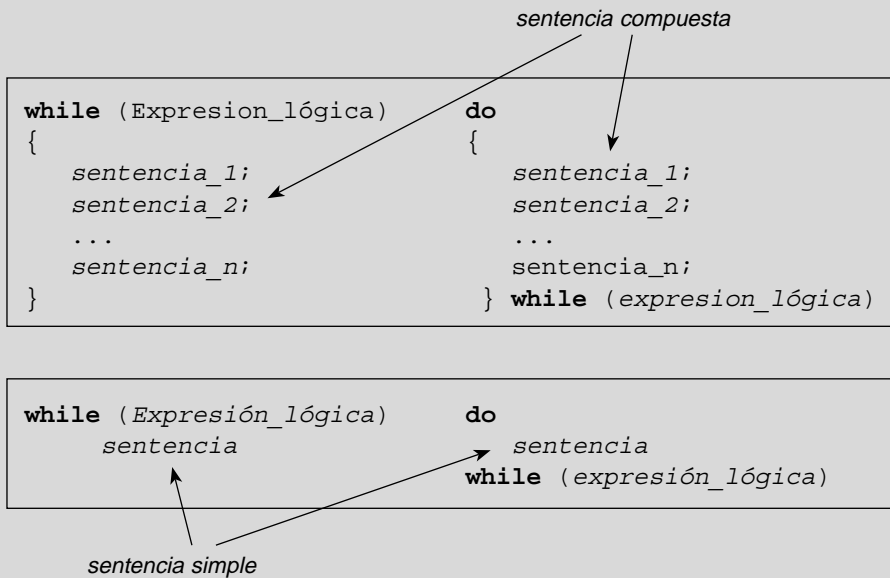 sentencia compuesta
while (Expresion_lógica)
{
sentencia_1;
sentencia_2;
...
sentencia_n;
}
do
{
sentencia_1;
sentencia_2;
...
sentencia_n;
} while (expresion_lógica)
while (Expresión_lógica)
sentencia
do
sentencia
while (expresión_lógica)
sentencia simple